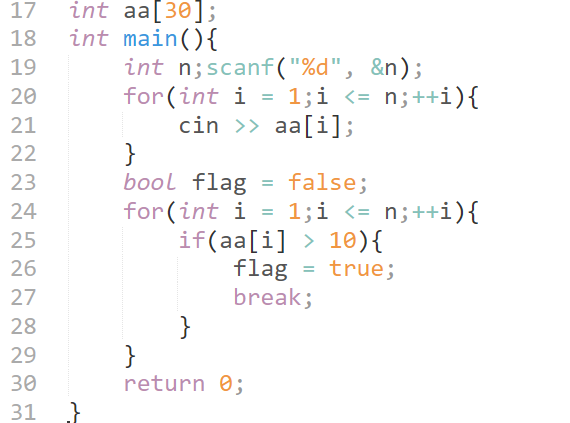 17 int aa[30];
18 int main(){
19     int n;scanf("%d", &n);
20     for(int i = 1;i <= n;++i){
21         cin >> aa[i];
22     }
23     bool flag = false;
24     for(int i = 1;i <= n;++i){
25         if(aa[i] > 10){
26             flag = true;
27             break;
28         }
29     }
30     return 0;
31 }